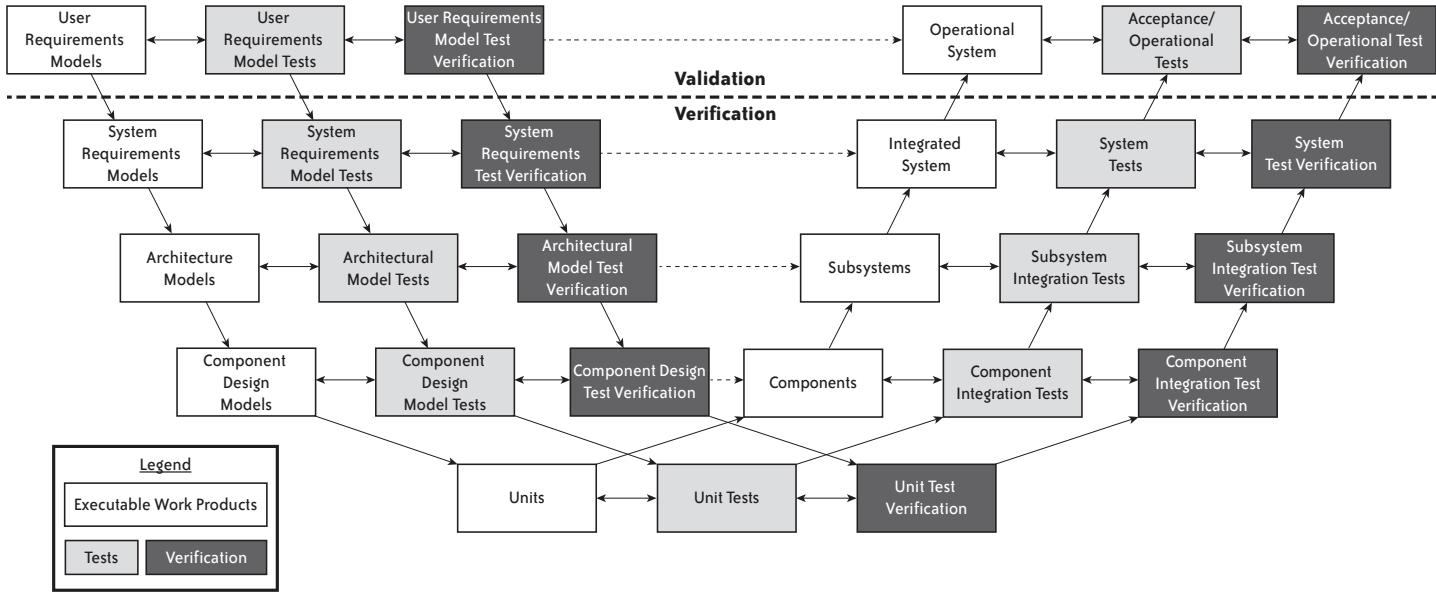 User
Requirements
Models
User
Requirements
Model Tests
User Requirements
Model Test
Verification
Operational
System
Acceptance/
Operational
Tests
Acceptance/
Operational Test
Verification
Validation
Verification
System
Requirements
Models
System
Requirements
Model Tests
System
Requirements
Test Verification
Integrated
System
System
Tests
System
Test Verification
Architecture
Models
Architectural
Model Tests
Architectural
Model Test
Verification
Subsystems
Subsystem
Integration Tests
Subsystem
Integration Test
Verification
Component
Design
Models
Component
Design
Model Tests
Component Design
Test Verification
Components
Component
Integration Tests
Component
Integration Test
Verification
Units
Unit Tests
Unit Test
Verification
Legend
Executable Work Products
Tests
Verification